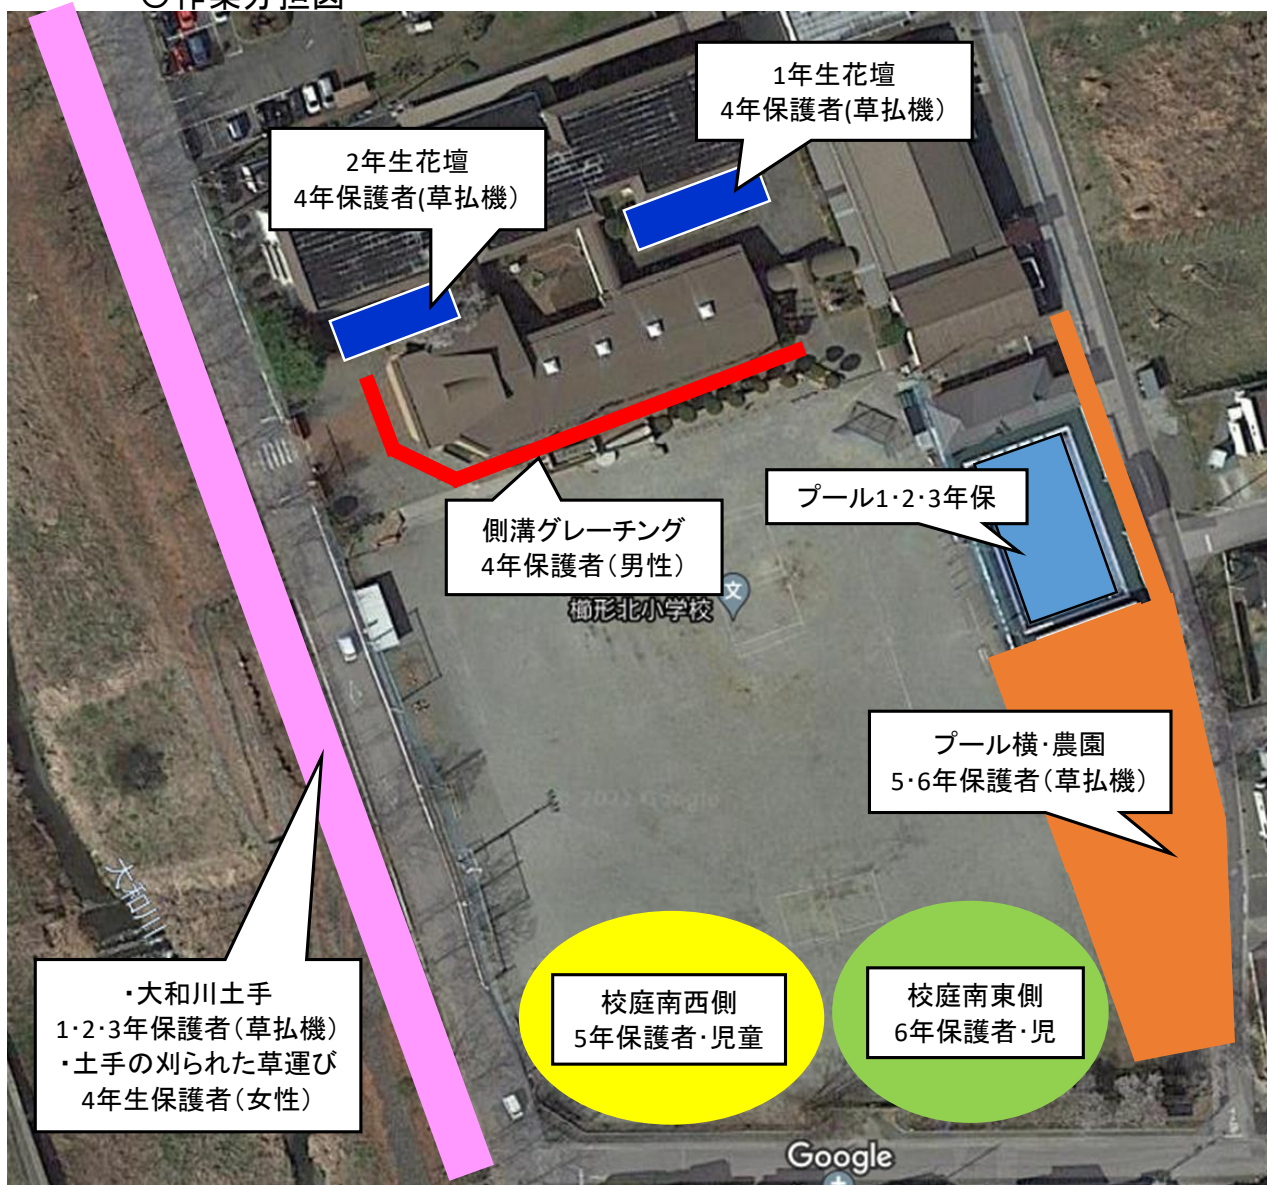 ○作業分担図
1年生花壇
4年保護者(草払機)
2年生花壇
4年保護者(草払機)
側溝グレーチング
4年保護者(男性)
プール1･2･3年保
櫛形北小学校
文
プール横･農園
5･6年保護者(草払機)
大和川
･大和川土手
1･2･3年保護者(草払機)
･土手の刈られた草運び
4年生保護者(女性)
校庭南西側
5年保護者･児童
校庭南東側
6年保護者･児
Google